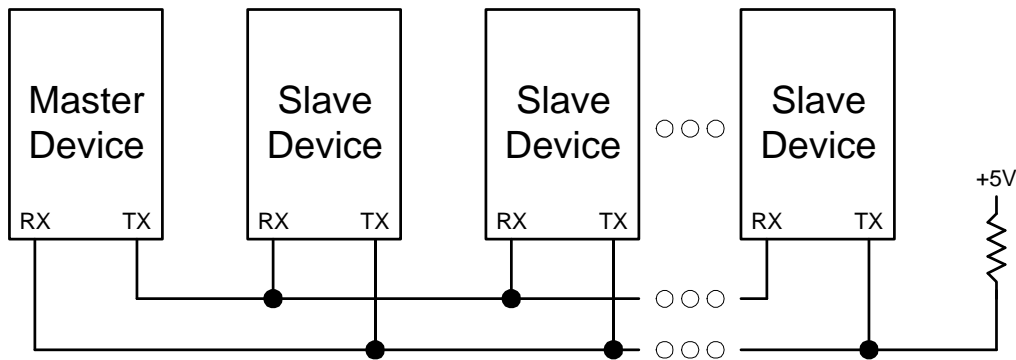 Master
Device
Slave
Device
Slave
Device
Slave
Device
RX TX
RX TX
RX TX
RX TX
+5V